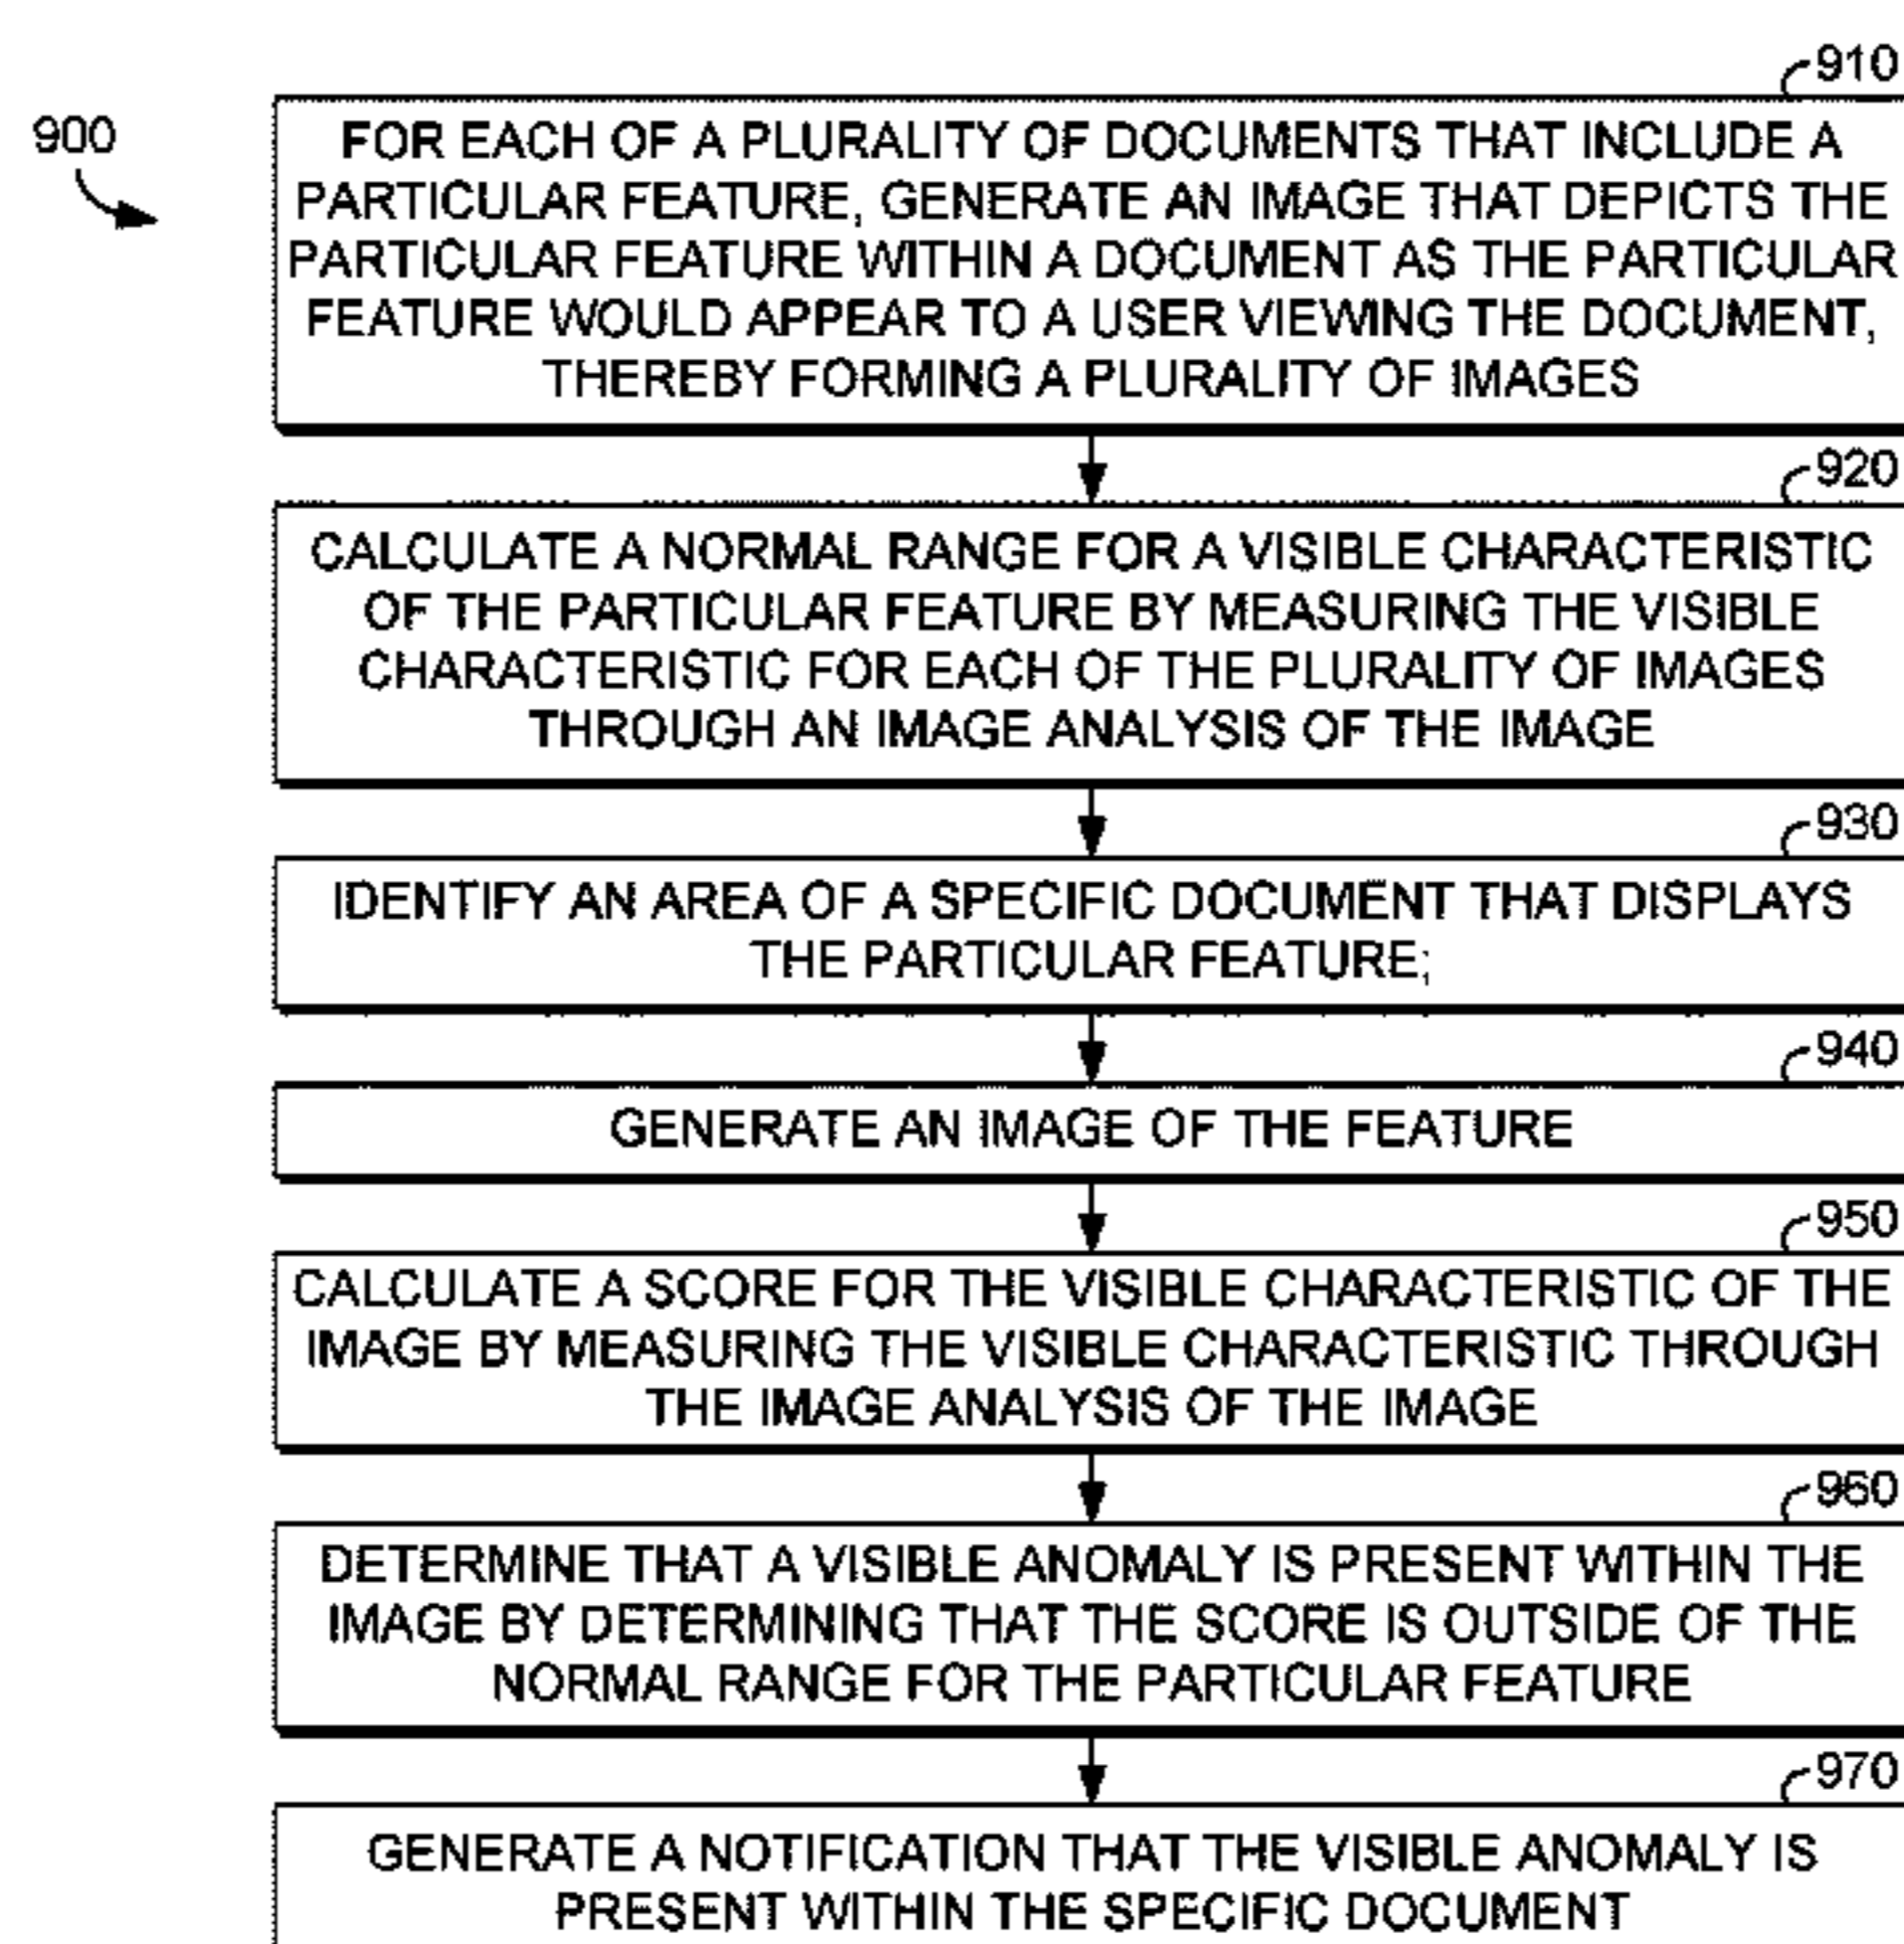 910
900
FOR EACH OF A PLURALITY OF DOCUMENTS THAT INCLUDE A
PARTICULAR FEATURE, GENERATE AN IMAGE THAT DEPICTS THE
PARTICULAR FEATURE WITHIN A DOCUMENT AS THE PARTICULAR
FEATURE WOULD APPEAR TO A USER VIEWING THE DOCUMENT,
THEREBY FORMING A PLURALITY OF IMAGES
920
CALCULATE A NORMAL RANGE FOR A VISIBLE CHARACTERISTIC
OF THE PARTICULAR FEATURE BY MEASURING THE VISIBLE
CHARACTERISTIC FOR EACH OF THE PLURALITY OF IMAGES
THROUGH AN IMAGE ANALYSIS OF THE IMAGE
930
IDENTIFY AN AREA OF A SPECIFIC DOCUMENT THAT DISPLAYS
THE PARTICULAR FEATURE;
940
GENERATE AN IMAGE OF THE FEATURE
950
CALCULATE A SCORE FOR THE VISIBLE CHARACTERISTIC OF THE
IMAGE BY MEASURING THE VISIBLE CHARACTERISTIC THROUGH
THE IMAGE ANALYSIS OF THE IMAGE
960
DETERMINE THAT A VISIBLE ANOMALY IS PRESENT WITHIN THE
IMAGE BY DETERMINING THAT THE SCORE IS OUTSIDE OF THE
NORMAL RANGE FOR THE PARTICULAR FEATURE
970
GENERATE A NOTIFICATION THAT THE VISIBLE ANOMALY IS
PRESENT WITHIN THE SPECIFIC DOCUMENT